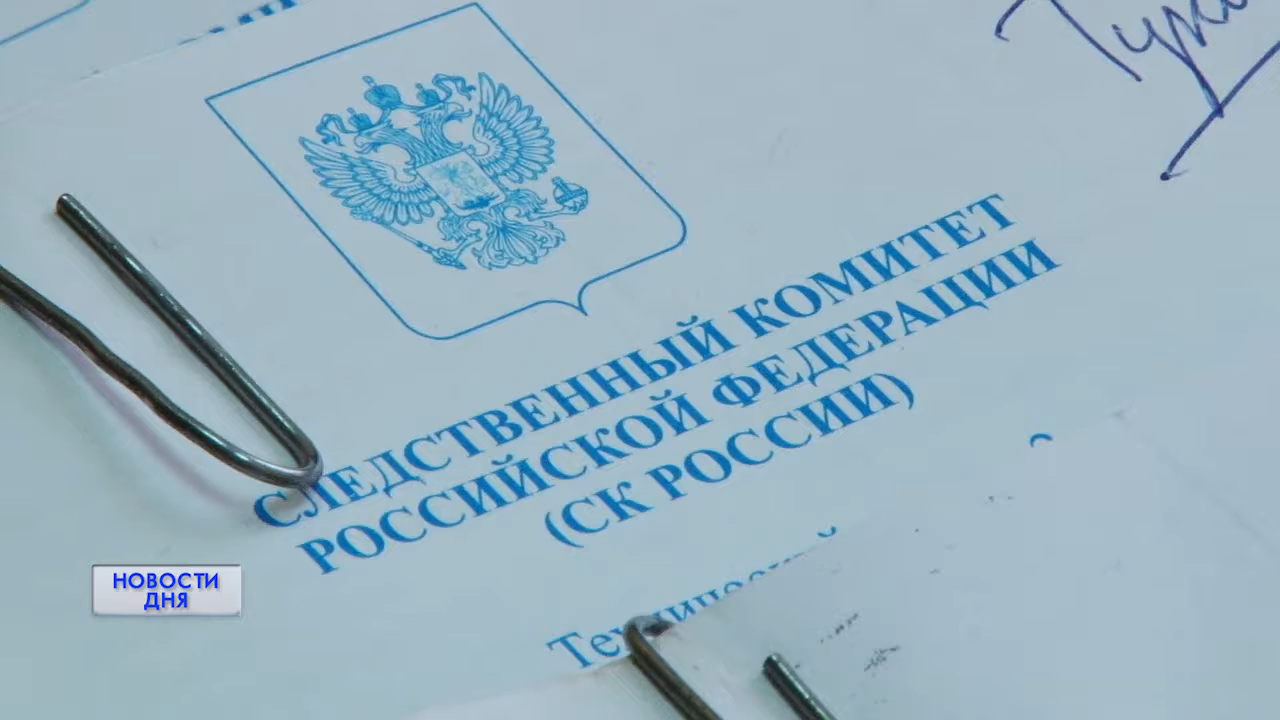 СЛЕДСТВЕННЫЙ КОМИТЕТ
РОССИЙСКОЙ ФЕДЕРАЦИИ
(СК РОССИИ)
НОВОСТИ
ДНЯ